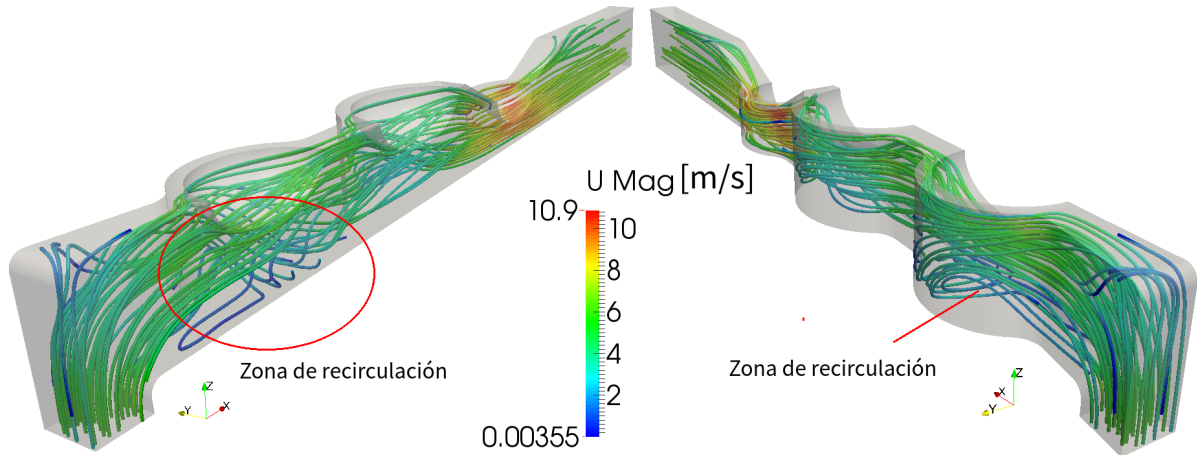 U Mag [m/s]
10.9
10
8
6
4
2
0.00355
Zona de recirculación
Z
Y
X
Zona de recirculación
Z
X
Y